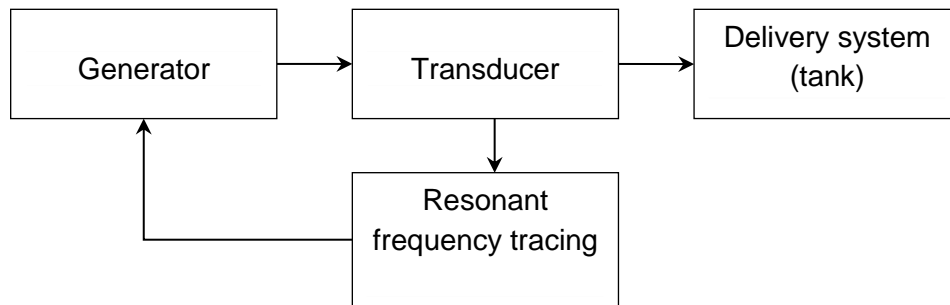 Generator
Transducer
Delivery system
(tank)
Resonant
frequency tracing